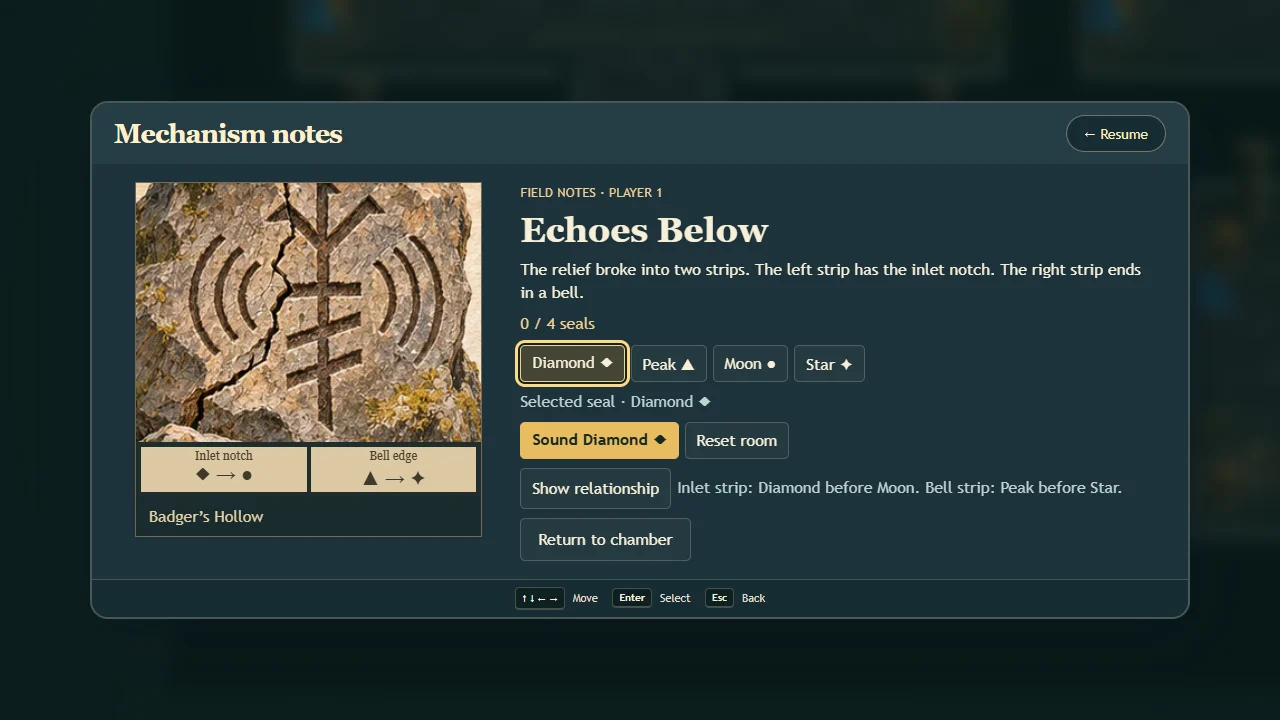 Mechanism notes
← Resume
FIELD NOTES · PLAYER 1
Echoes Below
The relief broke into two strips. The left strip has the inlet notch. The right strip ends
in a bell.
0 / 4 seals
Diamond ◆ Peak ▲ Moon ● Star ✦
Selected seal · Diamond ◆
Sound Diamond ◆ Reset room
Show relationship Inlet strip: Diamond before Moon. Bell strip: Peak before Star.
Return to chamber
Inlet notch
◆ → ●
Bell edge
▲ → ✦
Badger’s Hollow
↑↓←→ Move Enter Select Esc Back